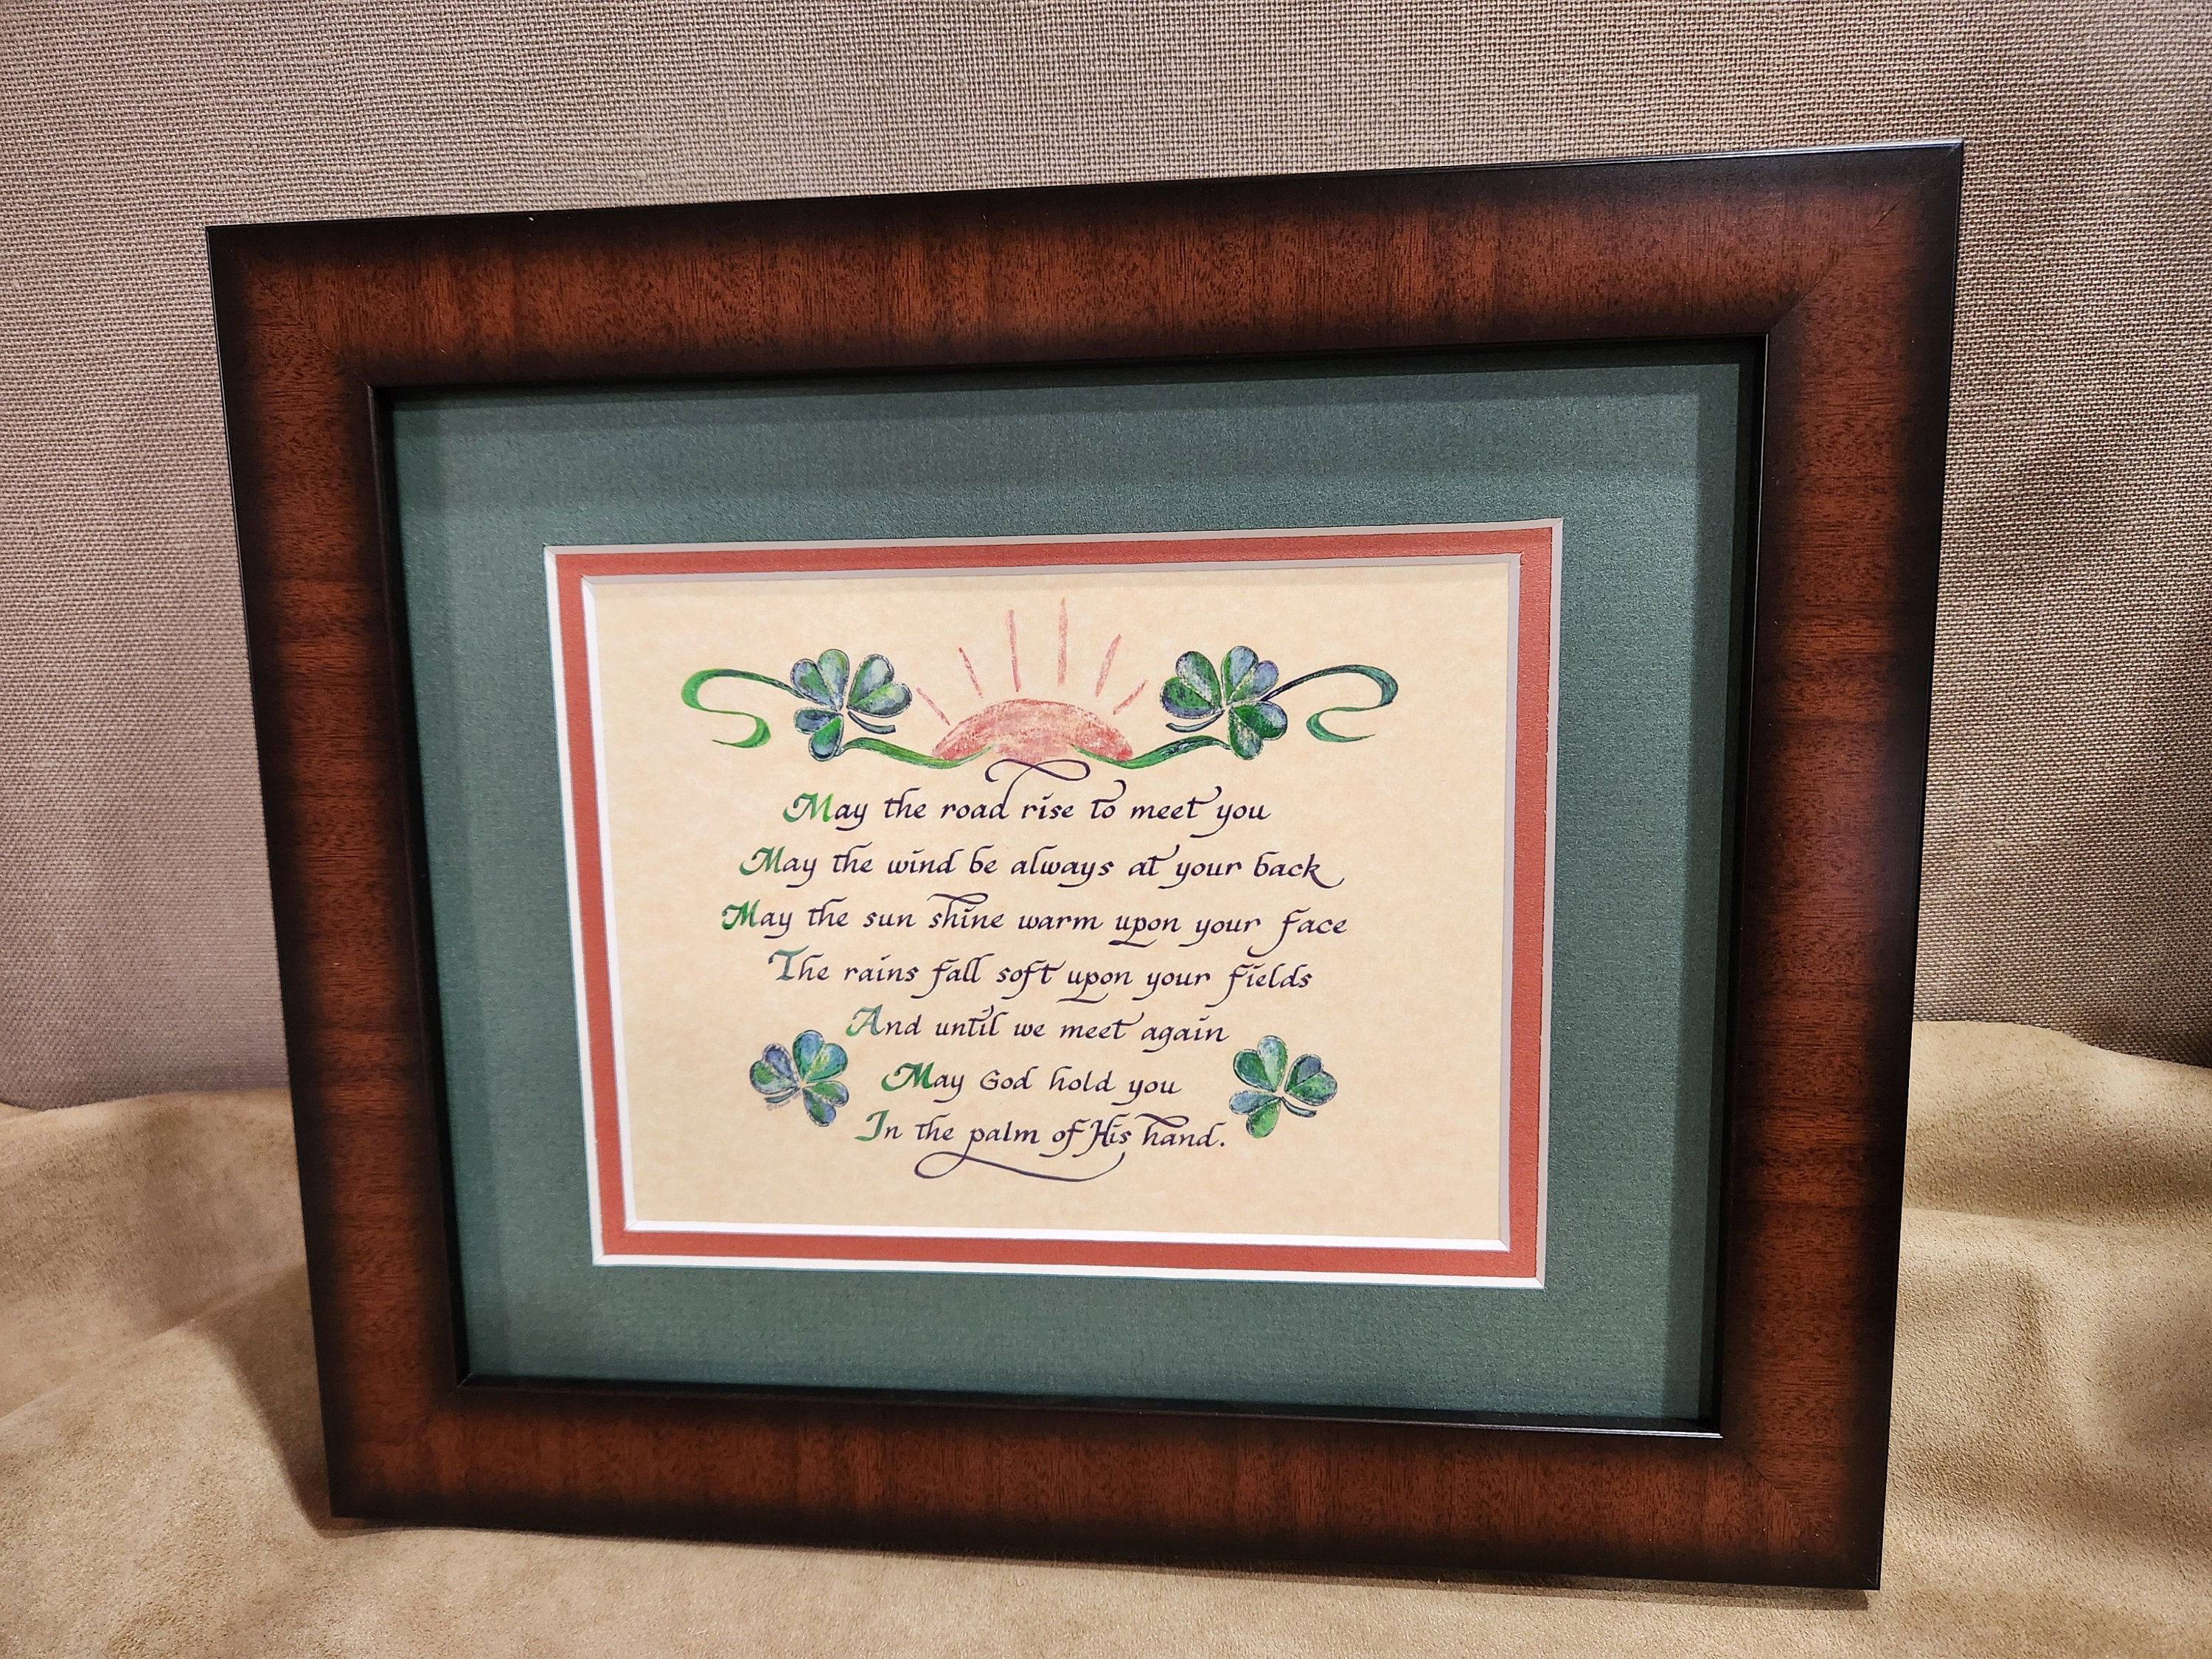 May the road rise to meet you
May the wind be always at your back
May the sun shine warm upon your face
The rains fall soft upon your fields
And until we meet again
May God hold you
In the palm of His hand.